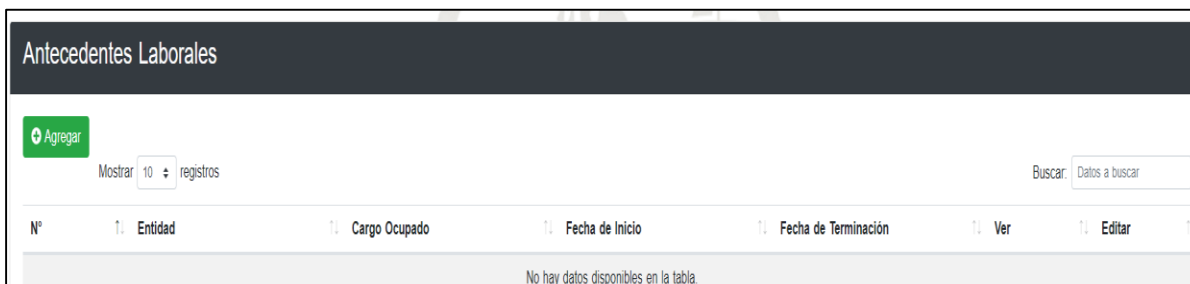 Antecedentes Laborales
Agregar
Mostrar 10 registros
Buscar: Datos a buscar
N° Entidad Cargo Ocupado Fecha de Inicio Fecha de Terminación Ver Editar
No hay datos disponibles en la tabla.